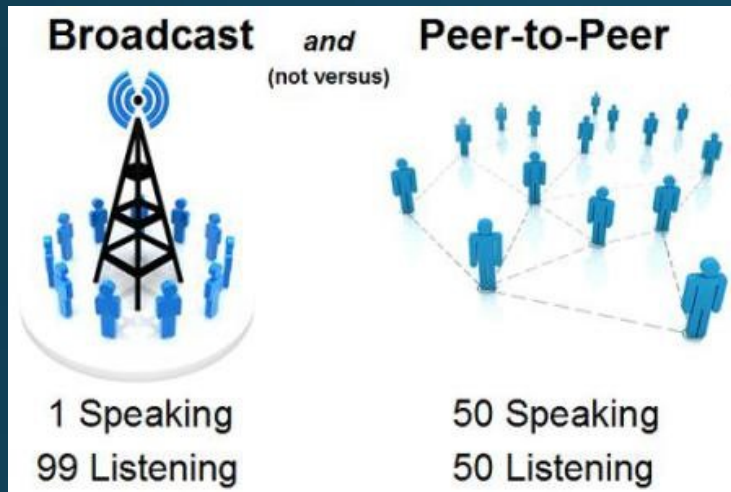 Broadcast
and
(not versus)
Peer-to-Peer
1 Speaking
99 Listening
50 Speaking
50 Listening